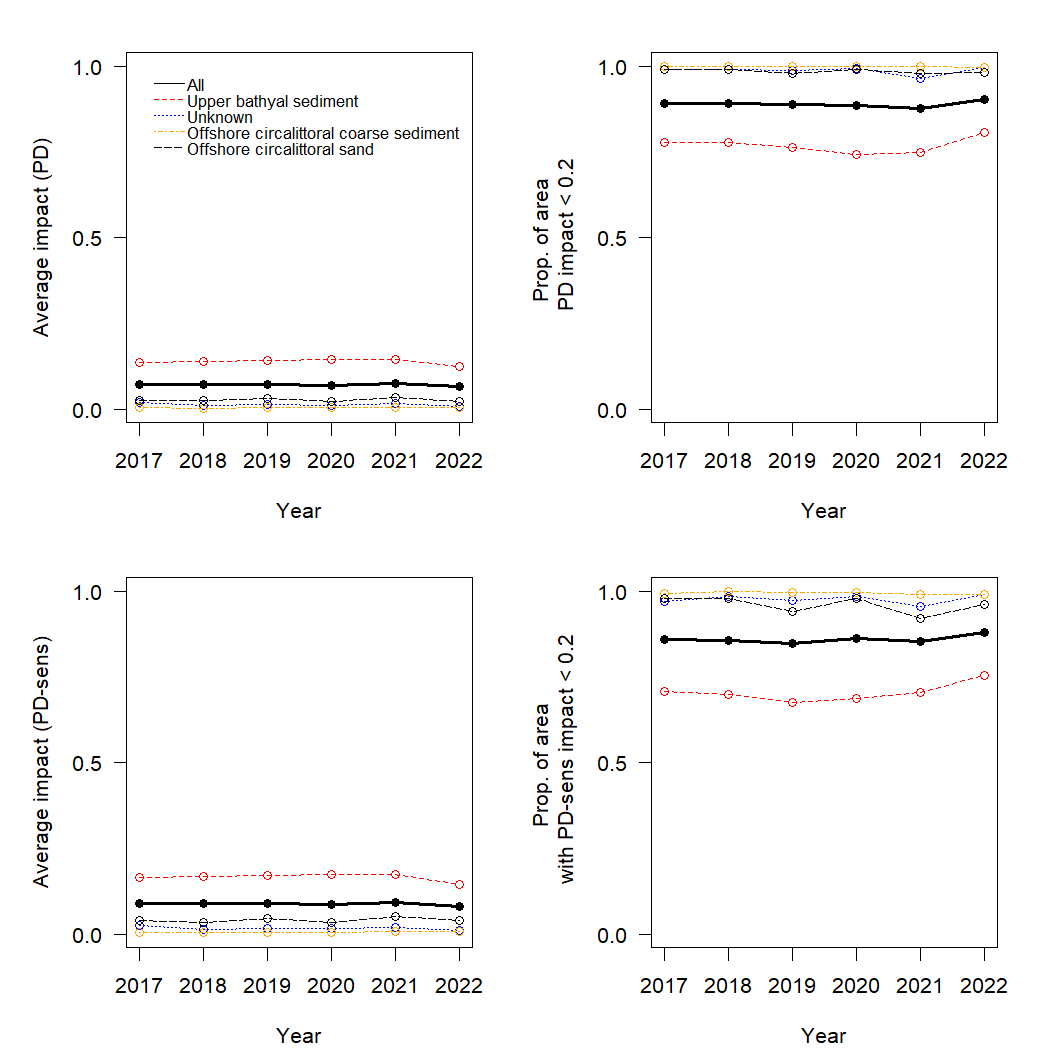 1.0
0.5
0.0
Average impact (PD)
All
Upper bathyal sediment
Unknown
Offshore circalittoral coarse sediment
Offshore circalittoral sand
2017 2018 2019 2020 2021 2022
Year
1.0
0.5
0.0
Prop. of area
PD impact < 0.2
2017 2018 2019 2020 2021 2022
Year
1.0
0.5
0.0
Average impact (PD-sens)
2017 2018 2019 2020 2021 2022
Year
1.0
0.5
0.0
Prop. of area
with PD-sens impact < 0.2
2017 2018 2019 2020 2021 2022
Year